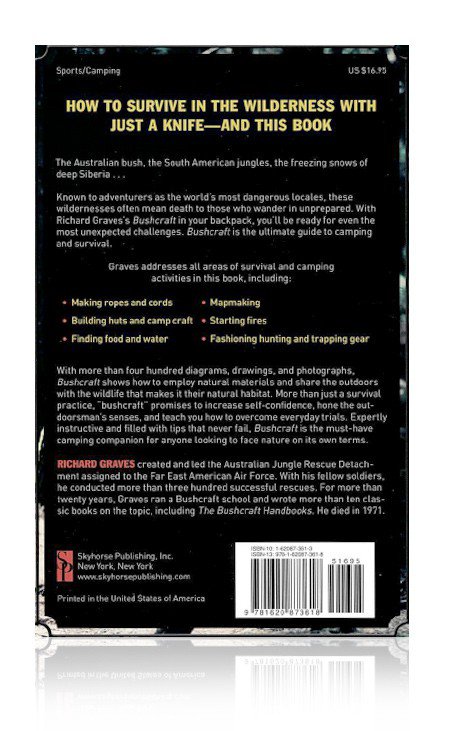 Sports/Camping US $16.95
HOW TO SURVIVE IN THE WILDERNESS WITH
JUST A KNIFE—AND THIS BOOK
The Australian bush, the South American jungles, the freezing snows of
deep Siberia . . .
Known to adventurers as the world's most dangerous locales, these
wildernesses often mean death to those who wander in unprepared. With
Richard Graves's Bushcraft in your backpack, you'll be ready for even the
most unexpected challenges. Bushcraft is the ultimate guide to camping
and survival.
Graves addresses all areas of survival and camping
activities in this book, including:
• Making ropes and cords • Mapmaking
• Building huts and camp craft • Starting fires
• Finding food and water • Fashioning hunting and trapping gear
With more than four hundred diagrams, drawings, and photographs,
Bushcraft shows how to employ natural materials and share the outdoors
with the wildlife that makes it their natural habitat. More than just a survival
practice, "bushcraft" promises to increase self-confidence, hone the out-
doorsman's senses, and teach you how to overcome everyday trials. Expertly
instructive and filled with tips that never fail, Bushcraft is the must-have
camping companion for anyone looking to face nature on its own terms.
RICHARD GRAVES created and led the Australian Jungle Rescue Detach-
ment assigned to the Far East American Air Force. With his fellow soldiers,
he conducted more than three hundred successful rescues. For more than
twenty years, Graves ran a Bushcraft school and wrote more than ten clas-
sic books on the topic, including The Bushcraft Handbooks. He died in 1971.
Skyhorse Publishing, Inc.
New York, New York
www.skyhorsepublishing.com
Printed in the United States of America
ISBN-10: 1-62087-361-3
ISBN-13: 978-1-62087-361-8
51695
9 781620 873618